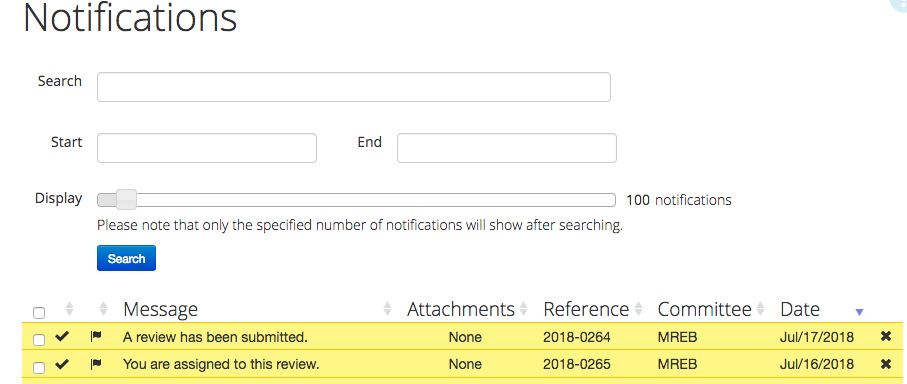 Notifications
Search
Start End
Display 100 notifications
Please note that only the specified number of notifications will show after searching.
Search
Message Attachments Reference Committee Date
A review has been submitted. None 2018-0264 MREB Jul/17/2018
You are assigned to this review. None 2018-0265 MREB Jul/16/2018